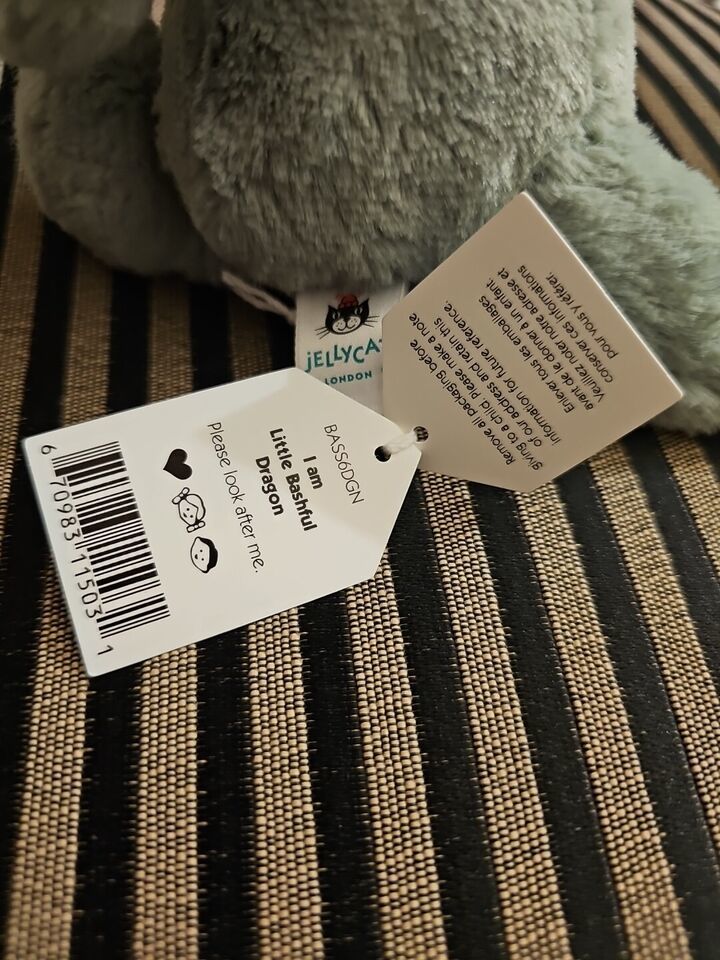 JELLYCA
LONDON
BASS6DGN
I am
Little Bashful
Dragon
Please look after me.
6 70983 11503 1
Remove all packaging before
giving to a child. Please make a note
of our address and retain this
information for future reference.
Enlever tous les emballages
avant de le donner à un enfant.
Veuillez noter notre adresse et
conserver ces informations
pour vous y référer.